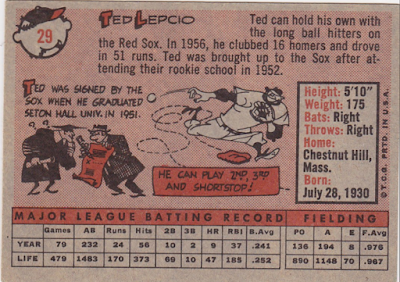 29
TED LEPCIO
Ted can hold his own with
the long ball hitters on
the Red Sox. In 1956, he clubbed 16 homers and drove
in 51 runs. Ted was brought up to the Sox after at-
tending their rookie school in 1952.
TED WAS SIGNED BY THE
SOX WHEN HE GRADUATED
SETON HALL UNIV. IN 1951.
HE CAN PLAY 2ND, 3RD
AND SHORTSTOP!
Height: 5'10"
Weight: 175
Bats: Right
Throws: Right
Home:
Chestnut Hill,
Mass.
Born:
July 28, 1930
© T.C.G. PRTD. IN U.S.A.
MAJOR LEAGUE BATTING RECORD FIELDING
Games AB Runs Hits 2B 3B HR RBI B.Avg PO A E F.Avg
YEAR 79 232 24 56 10 2 9 37 .241 136 194 8 .976
LIFE 479 1483 170 373 69 10 47 185 .252 890 1148 70 .967